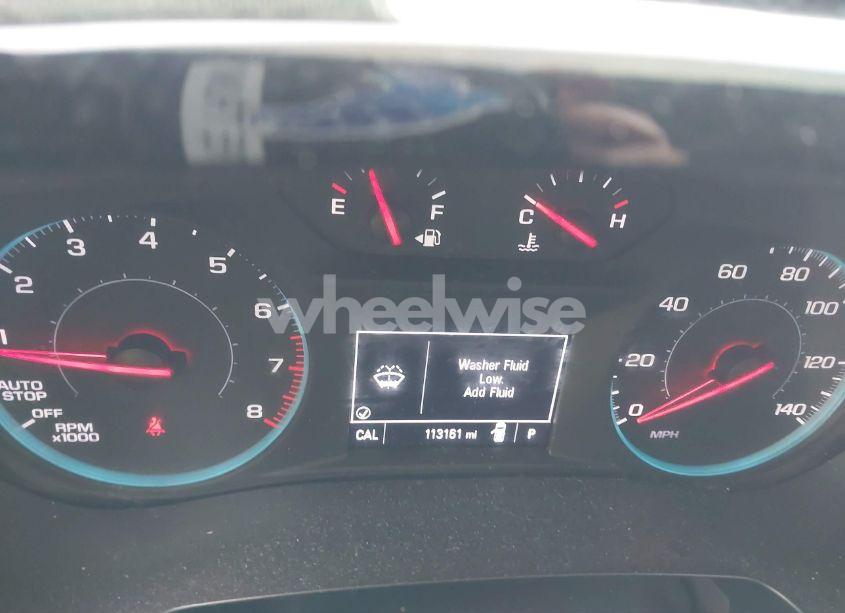 E
F
C
H
1
2
3
4
5
6
7
8
AUTO
STOP
OFF
RPM
x1000
wheelwise
Washer Fluid
Low.
Add Fluid
CAL
113161 mi
P
0
20
40
60
80
100
120
140
MPH